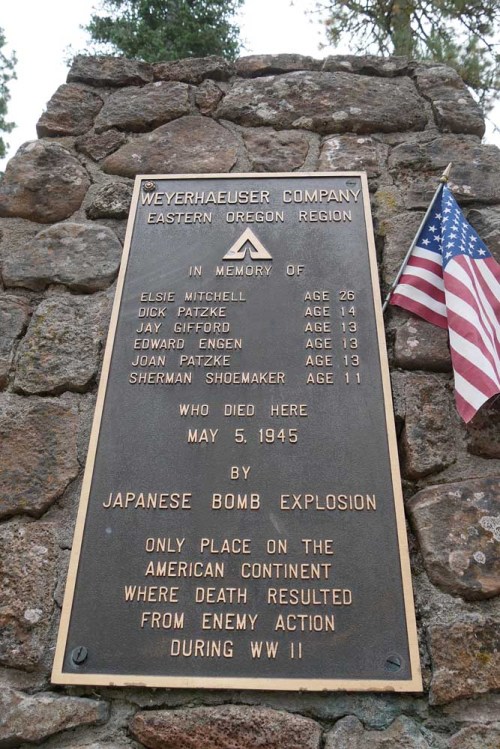 WEYERHAEUSER COMPANY
EASTERN OREGON REGION
IN MEMORY OF
ELSIE MITCHELL AGE 26
DICK PATZKE AGE 14
JAY GIFFORD AGE 13
EDWARD ENGEN AGE 13
JOAN PATZKE AGE 13
SHERMAN SHOEMAKER AGE 11
WHO DIED HERE
MAY 5, 1945
BY
JAPANESE BOMB EXPLOSION
ONLY PLACE ON THE
AMERICAN CONTINENT
WHERE DEATH RESULTED
FROM ENEMY ACTION
DURING WW II